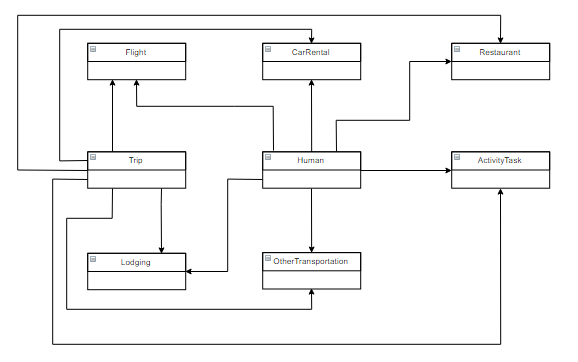 Flight
CarRental
Restaurant
Trip
Human
ActivityTask
Lodging
OtherTransportation